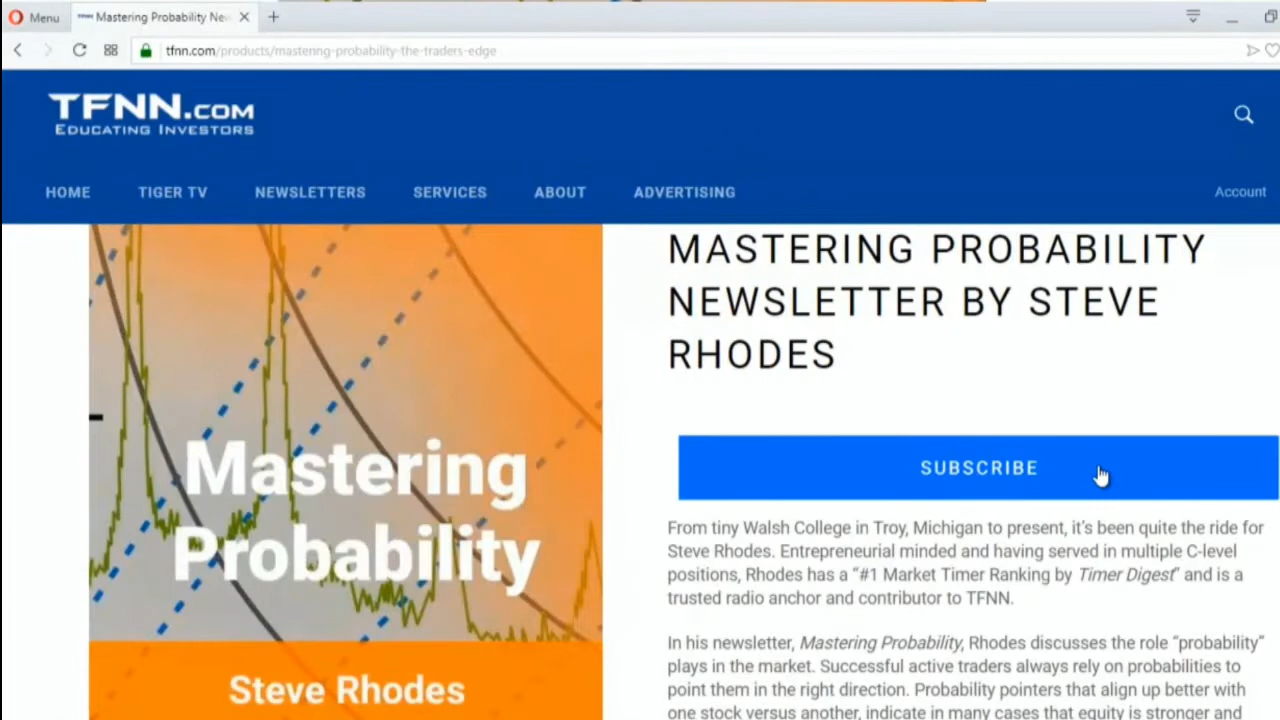 Menu
Mastering Probability New
tfnn.com/products/mastering-probability-the-traders-edge
TFNN.COM
EDUCATING INVESTORS
HOME TIGER TV NEWSLETTERS SERVICES ABOUT ADVERTISING
Account
MASTERING PROBABILITY
NEWSLETTER BY STEVE
RHODES
Mastering
Probability
Steve Rhodes
SUBSCRIBE
From tiny Walsh College in Troy, Michigan to present, it's been quite the ride for
Steve Rhodes. Entrepreneurial minded and having served in multiple C-level
positions, Rhodes has a “#1 Market Timer Ranking by Timer Digest” and is a
trusted radio anchor and contributor to TFNN.
In his newsletter, Mastering Probability, Rhodes discusses the role “probability”
plays in the market. Successful active traders always rely on probabilities to
point them in the right direction. Probability pointers that align up better with
one stock versus another, indicate in many cases that equity is stronger and